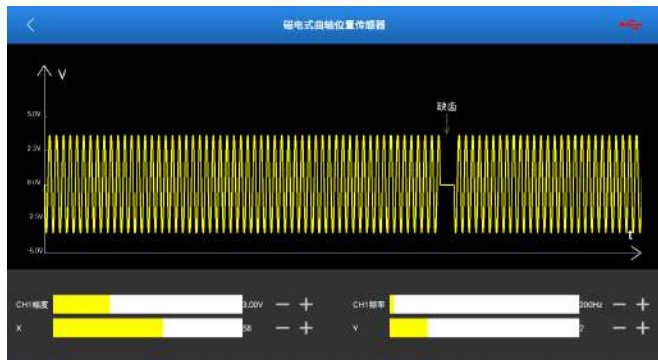 磁电式曲轴位置传感器
V
5.0V
缺齿
2.5V
0.0V
-2.5V
t
-5.0V
CH1幅度 3.00V — +
CH1频率 200Hz — +
X 58 — +
Y 2 — +